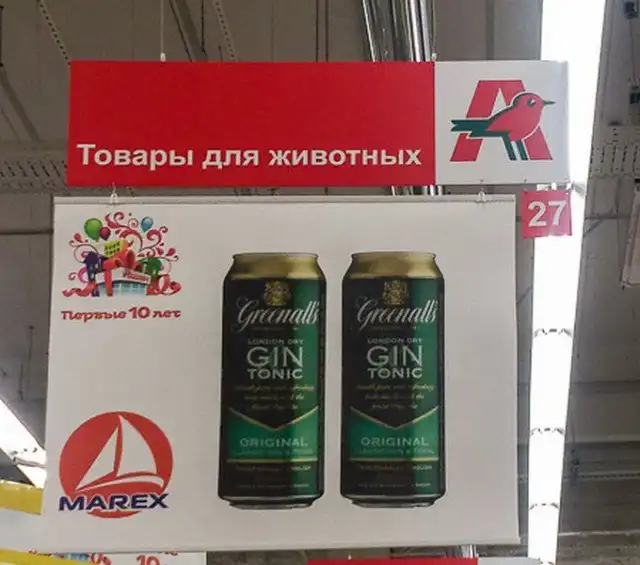 Товары для животных
27
Первые 10 лет
MAREX
Greenall's
LONDON DRY
GIN
TONIC
ORIGINAL
Greenall's
LONDON DRY
GIN
TONIC
ORIGINAL
10